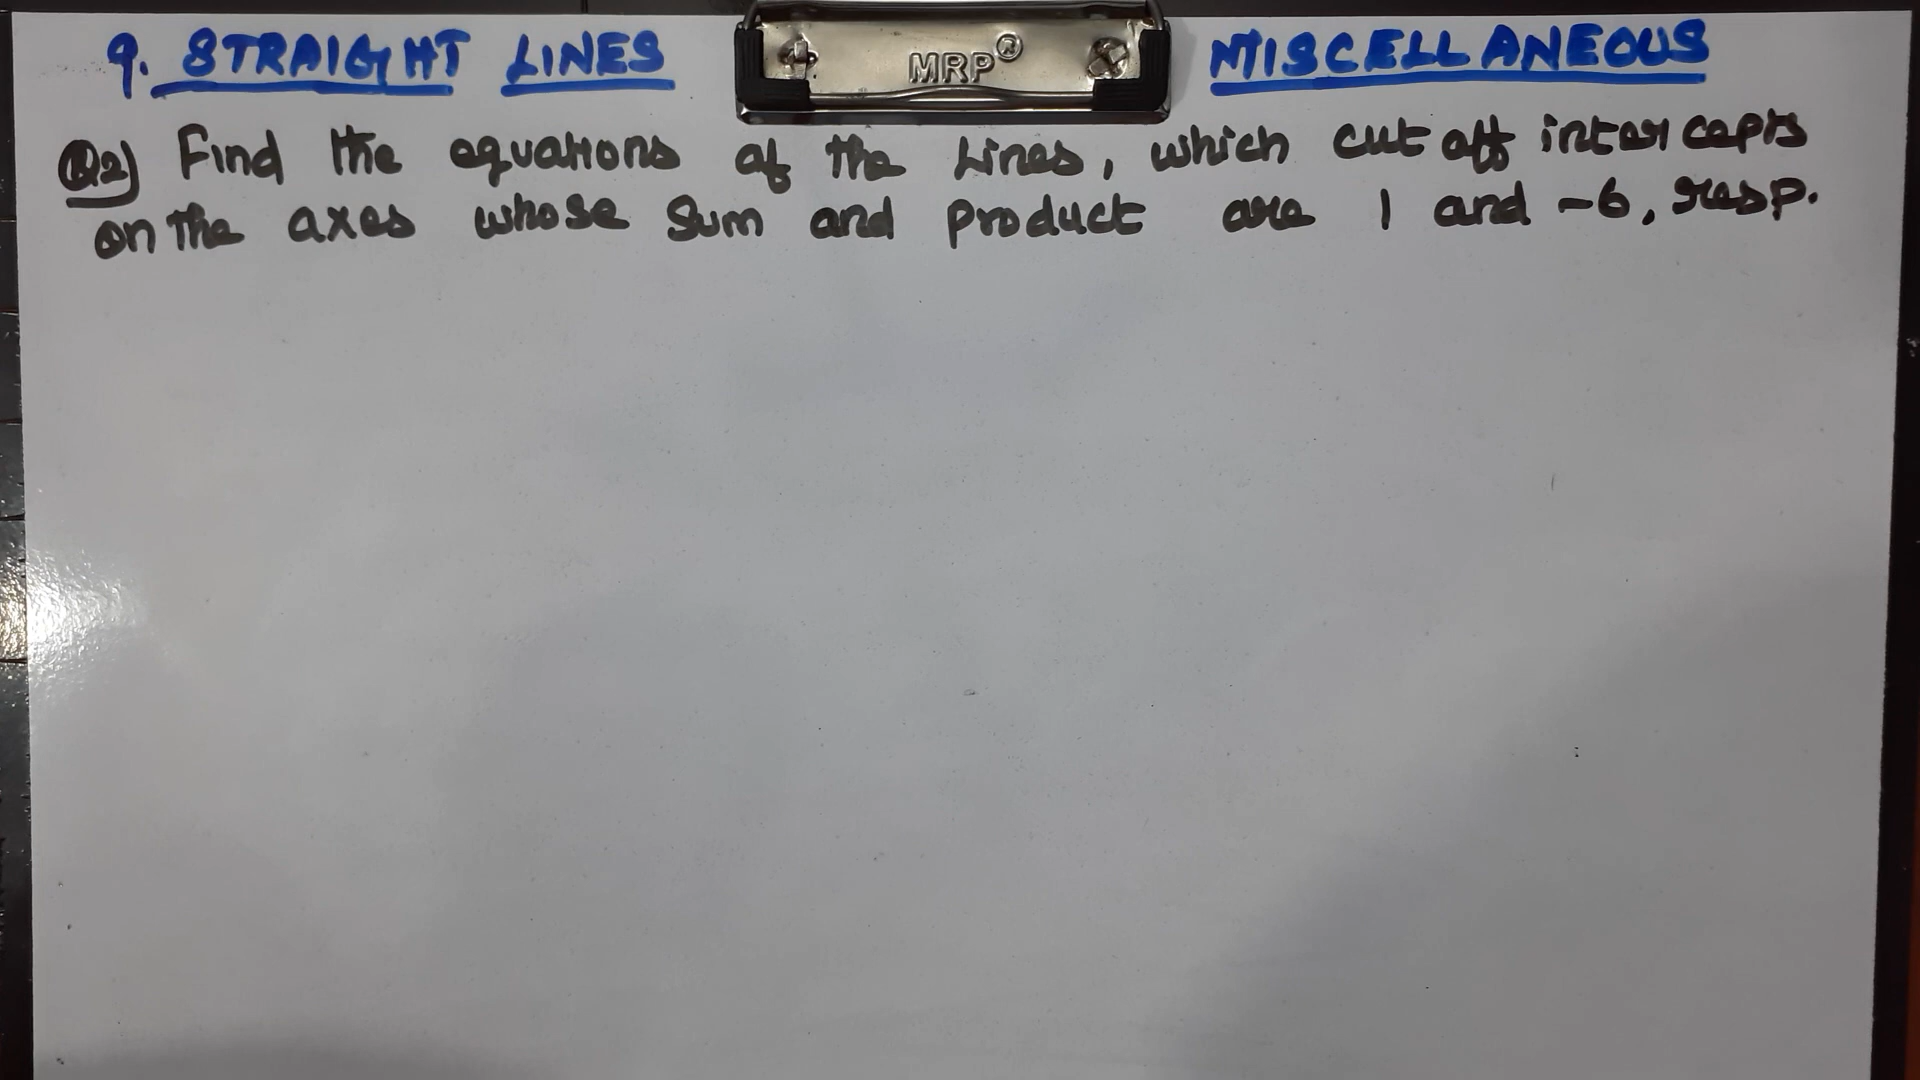 9. STRAIGHT LINES MRP® MISCELLANEOUS
Q2) Find the equations of the Lines, which cut off intercepts
on the axes whose sum and product are 1 and -6, resp.